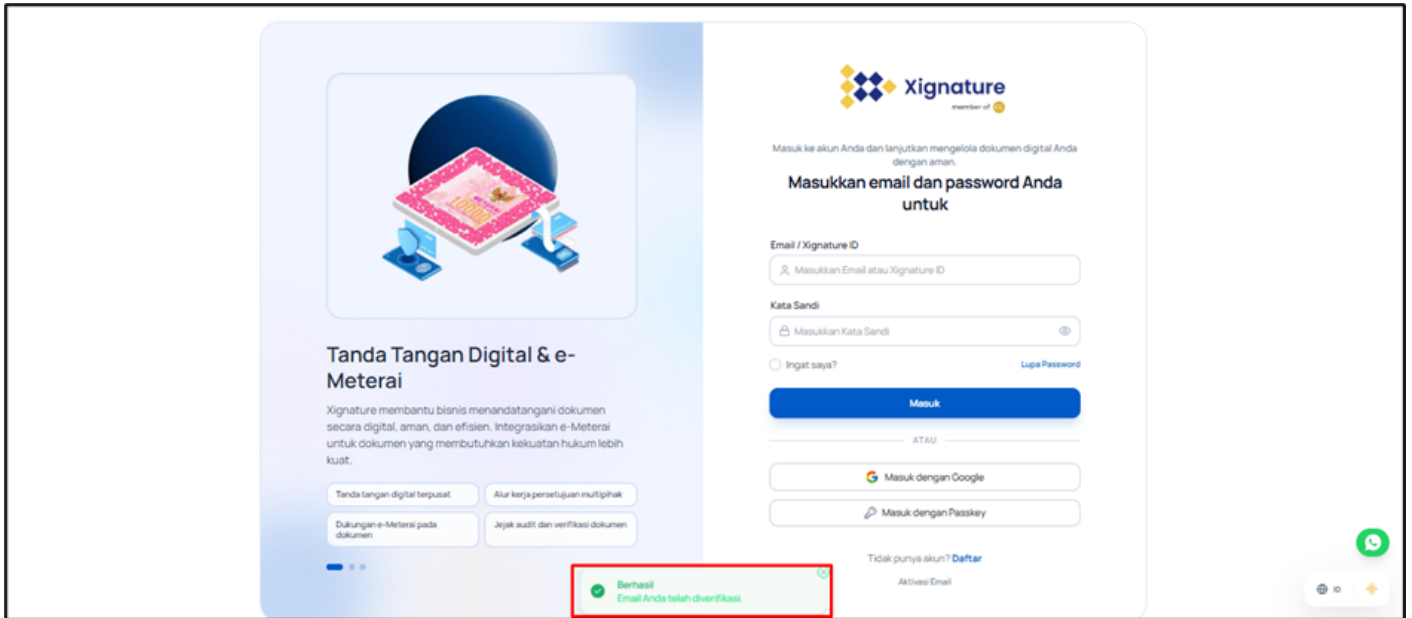 Xignature
member of
Masuk ke akun Anda dan lanjutkan mengelola dokumen digital Anda
dengan aman.
Masukkan email dan password Anda
untuk
Email / Xignature ID
Masukkan Email atau Xignature ID
Kata Sandi
Masukkan Kata Sandi
Ingat saya?
Lupa Password
Masuk
ATAU
Masuk dengan Google
Masuk dengan Passkey
Tidak punya akun? Daftar
Aktivasi Email
10000
Tanda Tangan Digital & e-
Meterai
Xignature membantu bisnis menandatangani dokumen
secara digital, aman, dan efisien. Integrasikan e-Meterai
untuk dokumen yang membutuhkan kekuatan hukum lebih
kuat.
Tanda tangan digital terpusat
Alur kerja persetujuan multipihak
Dukungan e-Meterai pada
dokumen
Jejak audit dan verifikasi dokumen
Berhasil
Email Anda telah diverifikasi.
ID